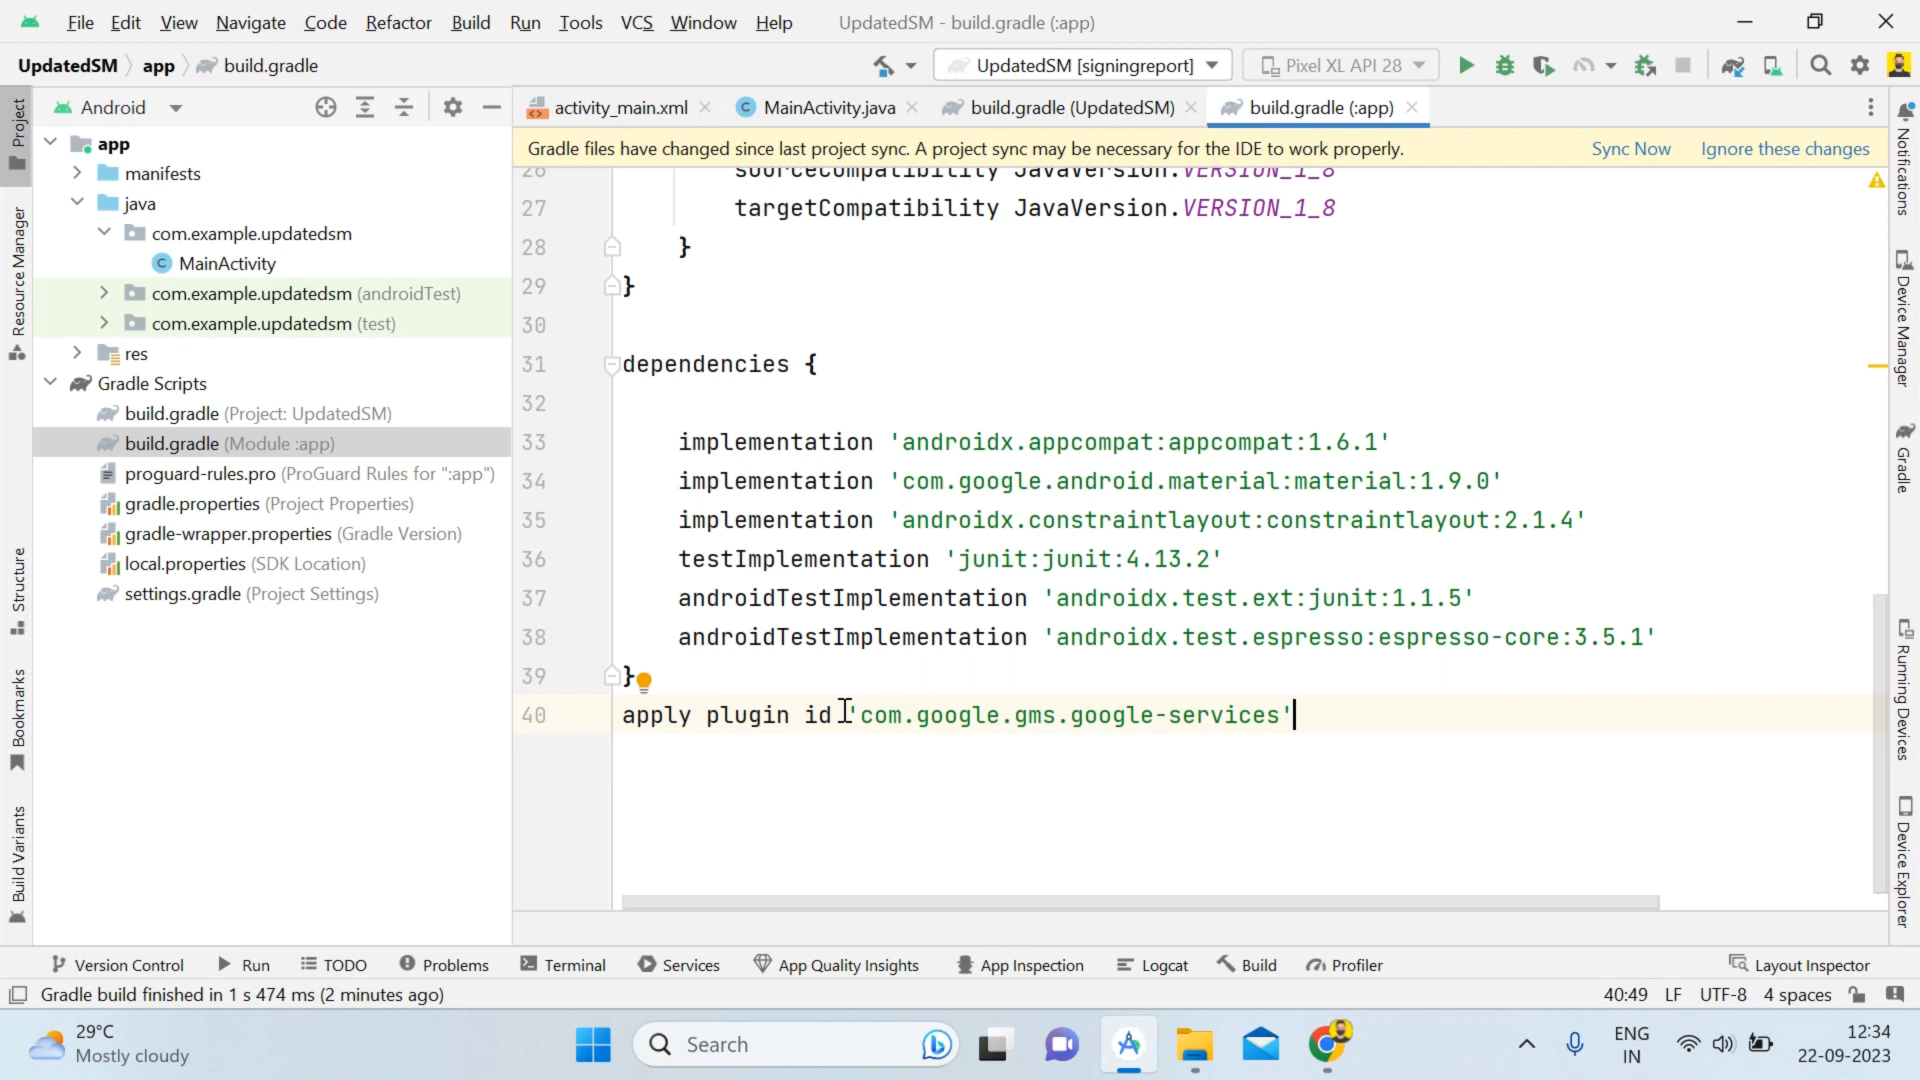 File Edit View Navigate Code Refactor Build Run Tools VCS Window Help UpdatedSM - build.gradle (:app)
UpdatedSM app build.gradle
UpdatedSM [signingreport] Pixel XL API 28
Project
Resource Manager
Structure
Bookmarks
Build Variants
Android
app
manifests
java
com.example.updatedsm
MainActivity
com.example.updatedsm (androidTest)
com.example.updatedsm (test)
res
Gradle Scripts
build.gradle (Project: UpdatedSM)
build.gradle (Module :app)
proguard-rules.pro (ProGuard Rules for ":app")
gradle.properties (Project Properties)
gradle-wrapper.properties (Gradle Version)
local.properties (SDK Location)
settings.gradle (Project Settings)
activity_main.xml MainActivity.java build.gradle (UpdatedSM) build.gradle (:app)
Gradle files have changed since last project sync. A project sync may be necessary for the IDE to work properly. Sync Now Ignore these changes
26 sourceCompatibility JavaVersion.VERSION_1_8
27 targetCompatibility JavaVersion.VERSION_1_8
28 }
29 }
30
31 dependencies {
32
33 implementation 'androidx.appcompat:appcompat:1.6.1'
34 implementation 'com.google.android.material:material:1.9.0'
35 implementation 'androidx.constraintlayout:constraintlayout:2.1.4'
36 testImplementation 'junit:junit:4.13.2'
37 androidTestImplementation 'androidx.test.ext:junit:1.1.5'
38 androidTestImplementation 'androidx.test.espresso:espresso-core:3.5.1'
39 }
40 apply plugin id 'com.google.gms.google-services'
Notifications
Device Manager
Gradle
Running Devices
Device Explorer
Version Control Run TODO Problems Terminal Services App Quality Insights App Inspection Logcat Build Profiler Layout Inspector
Gradle build finished in 1 s 474 ms (2 minutes ago) 40:49 LF UTF-8 4 spaces
29°C
Mostly cloudy
Search
ENG
IN
12:34
22-09-2023